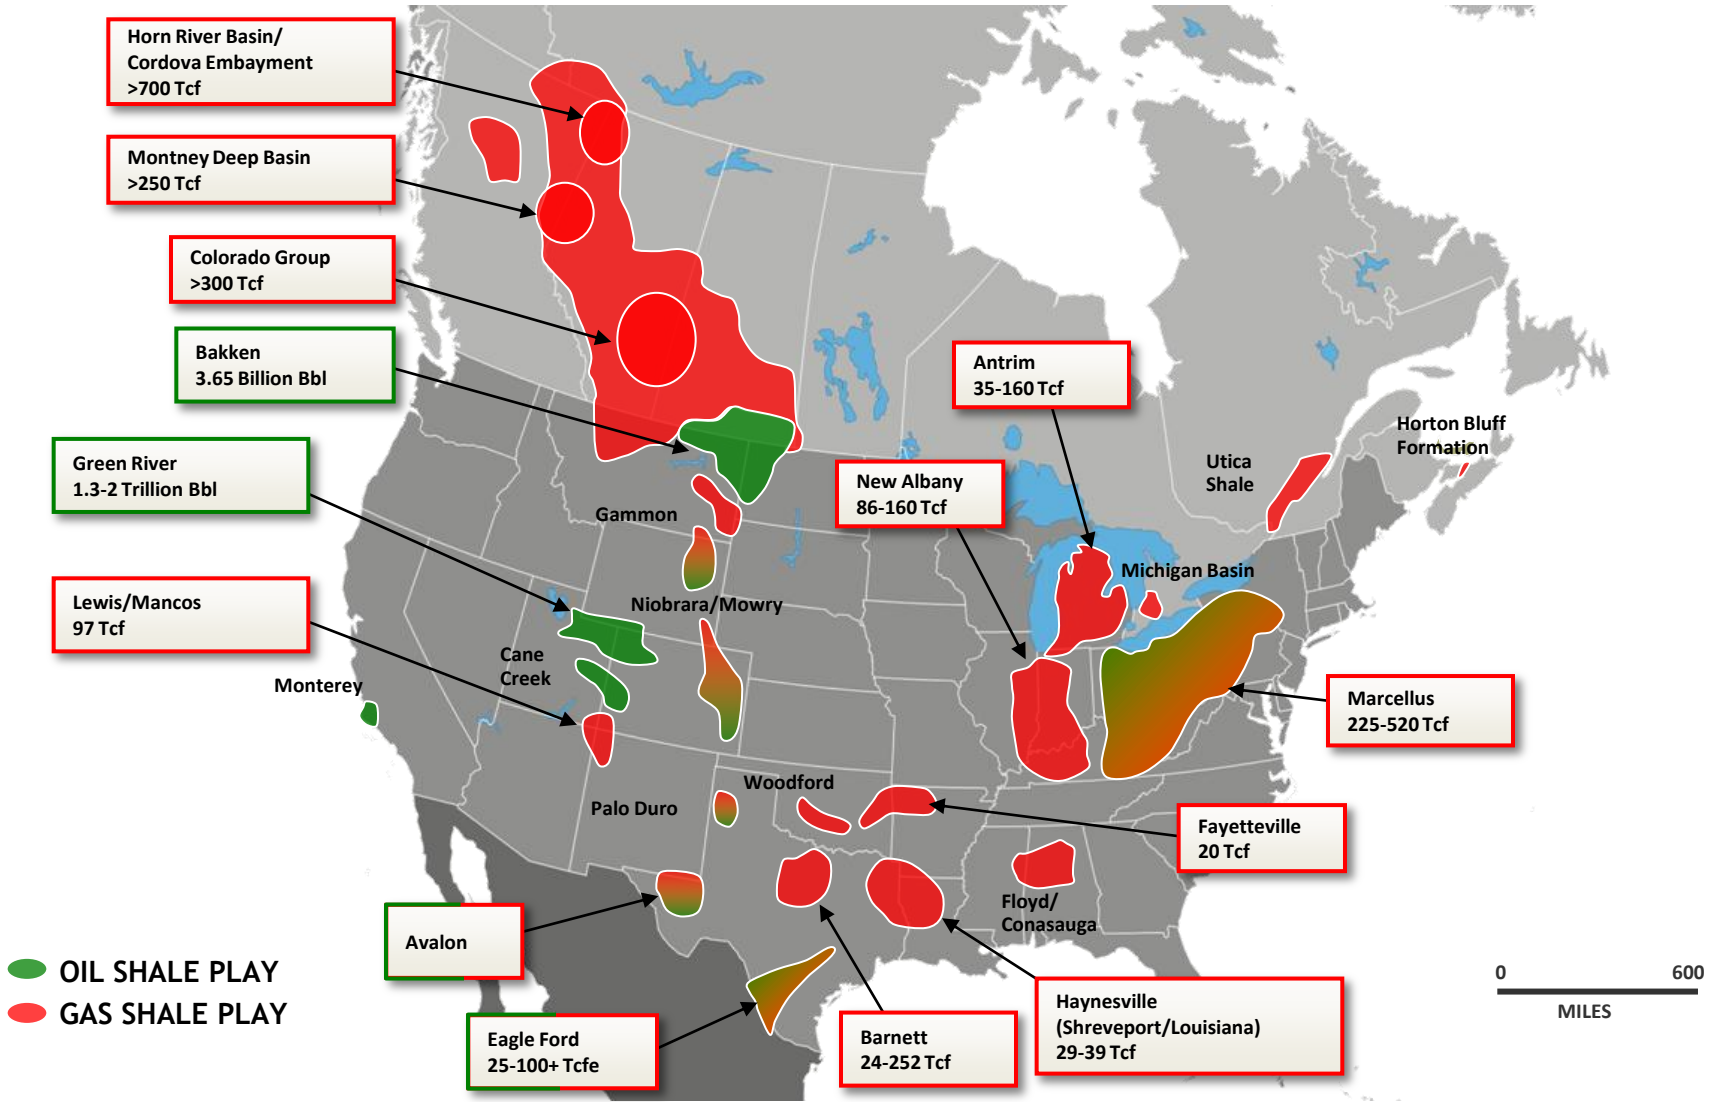 Horn River Basin/
Cordova Embayment
>700 Tcf
Montney Deep Basin
>250 Tcf
Colorado Group
>300 Tcf
Bakken
3.65 Billion Bbl
Green River
1.3-2 Trillion Bbl
Lewis/Mancos
97 Tcf
Antrim
35-160 Tcf
New Albany
86-160 Tcf
Horton Bluff
Formation
Utica
Shale
Gammon
Michigan Basin
Niobrara/Mowry
Cane
Creek
Monterey
Marcellus
225-520 Tcf
Woodford
Palo Duro
Fayetteville
20 Tcf
Floyd/
Conasauga
Avalon
Eagle Ford
25-100+ Tcfe
Barnett
24-252 Tcf
Haynesville
(Shreveport/Louisiana)
29-39 Tcf
OIL SHALE PLAY
GAS SHALE PLAY
0 600
MILES